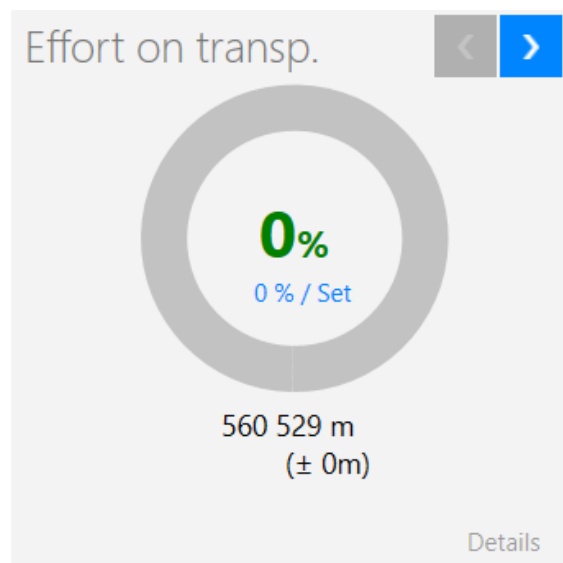 Effort on transp.
0%
0 % / Set
560 529 m
(± 0m)
Details